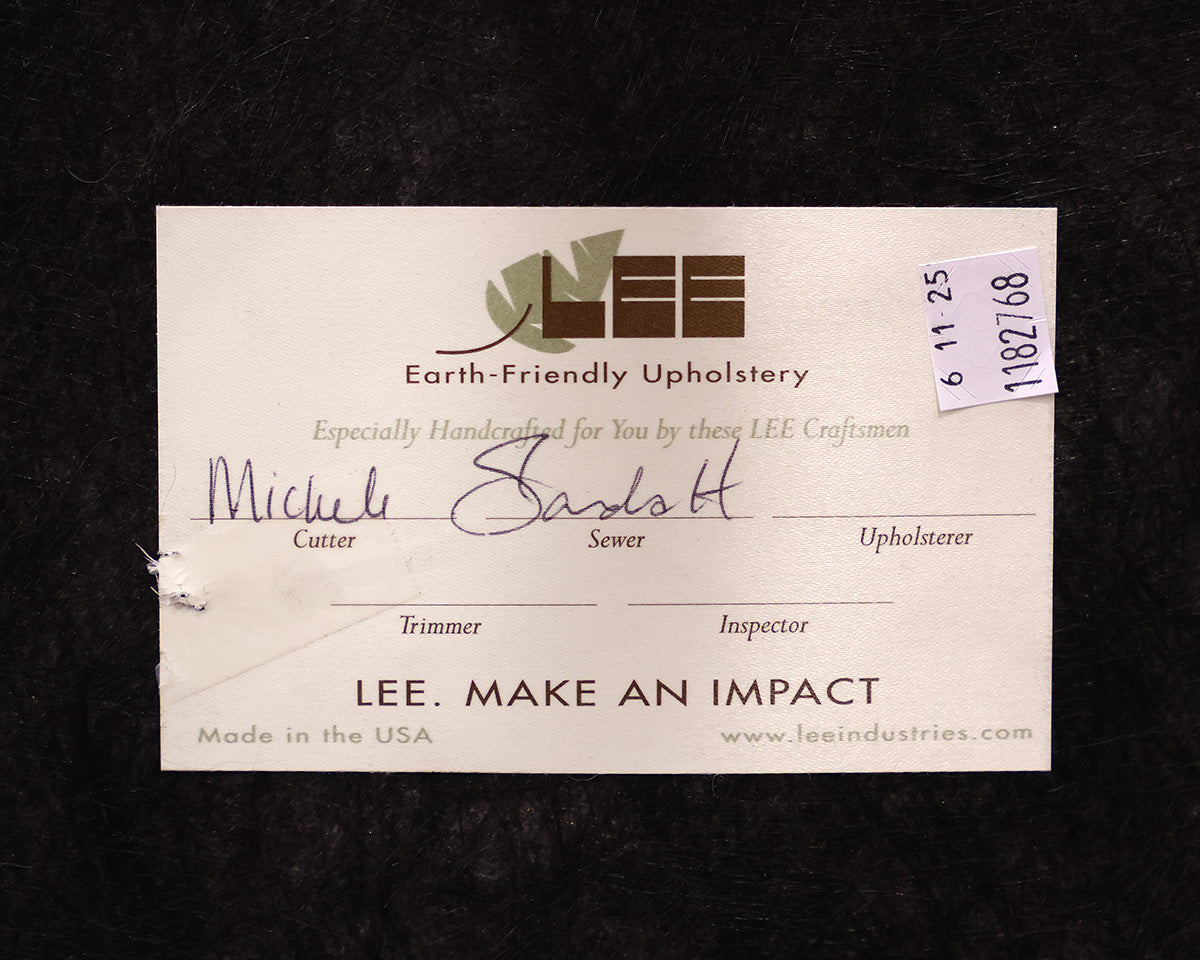 LEE
Earth-Friendly Upholstery
6 11-25
1182768
Especially Handcrafted for You by these LEE Craftsmen
Michele
Cutter Sewer Upholsterer
Trimmer Inspector
LEE. MAKE AN IMPACT
Made in the USA www.leeindustries.com